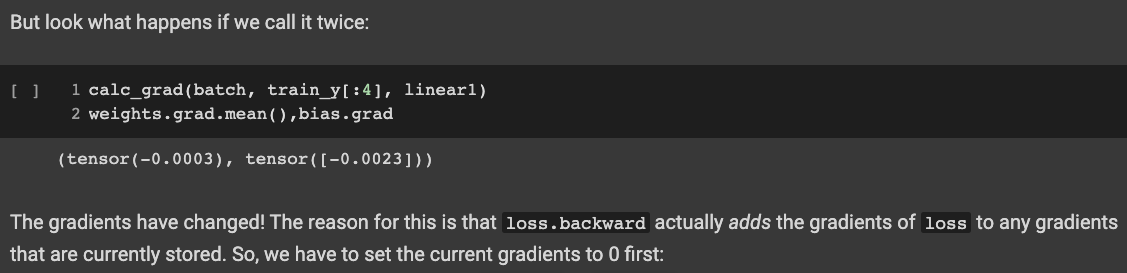 But look what happens if we call it twice:
[ ] 1 calc_grad(batch, train_y[:4], linear1)
2 weights.grad.mean(),bias.grad
(tensor(-0.0003), tensor([-0.0023]))
The gradients have changed! The reason for this is that loss.backward actually adds the gradients of loss to any gradients
that are currently stored. So, we have to set the current gradients to 0 first: